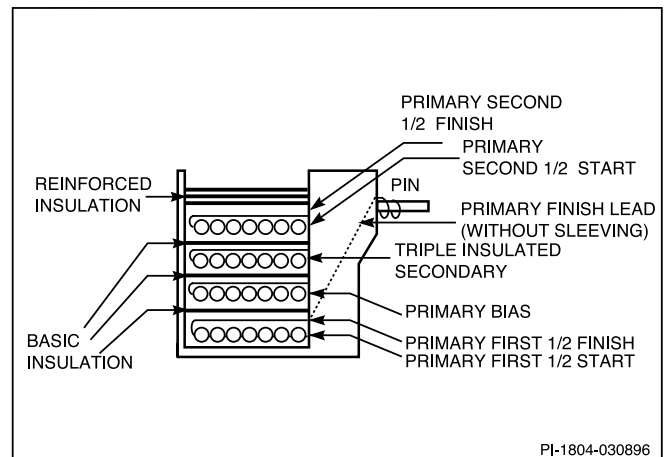 PRIMARY SECOND
1/2 FINISH
PRIMARY
SECOND 1/2 START
REINFORCED
INSULATION
PIN
PRIMARY FINISH LEAD
(WITHOUT SLEEVING)
TRIPLE INSULATED
SECONDARY
PRIMARY BIAS
BASIC
INSULATION
PRIMARY FIRST 1/2 FINISH
PRIMARY FIRST 1/2 START
PI-1804-030896